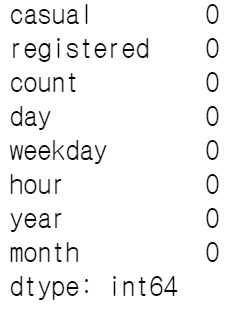 casual 0
registered 0
count 0
day 0
weekday 0
hour 0
year 0
month 0
dtype: int64